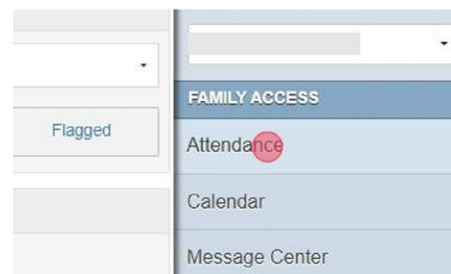 FAMILY ACCESS
Flagged
Attendance
Calendar
Message Center